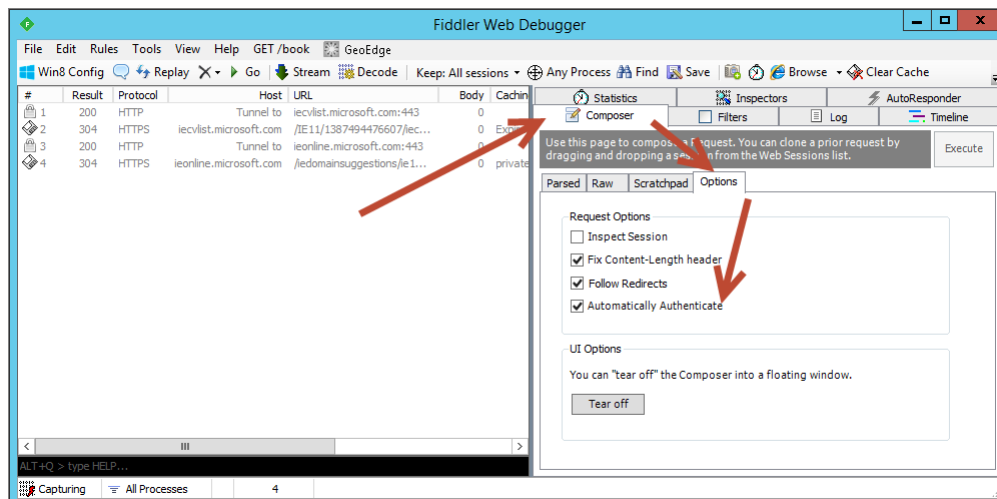 Fiddler Web Debugger
File Edit Rules Tools View Help GET /book GeoEdge
Win8 Config Replay X Go Stream Decode Keep: All sessions Any Process Find Save Browse Clear Cache
# Result Protocol Host URL Body Cachin
1 200 HTTP Tunnel to iecvlist.microsoft.com:443 0
2 304 HTTPS iecvlist.microsoft.com /IE11/1387494476607/iec... 0
3 200 HTTP Tunnel to ieonline.microsoft.com:443
4 304 HTTPS ieonline.microsoft.com /iedomainsuggestions/ie1... 0 private
Statistics Inspectors AutoResponder
Composer Filters Log Timeline
Use this page to compose a Request. You can clone a prior request by
dragging and dropping a session from the Web Sessions list.
Execute
Parsed Raw Scratchpad Options
Request Options
Inspect Session
Fix Content-Length header
Follow Redirects
Automatically Authenticate
UI Options
You can "tear off" the Composer into a floating window.
Tear off
ALT+Q > type HELP...
Capturing All Processes 4